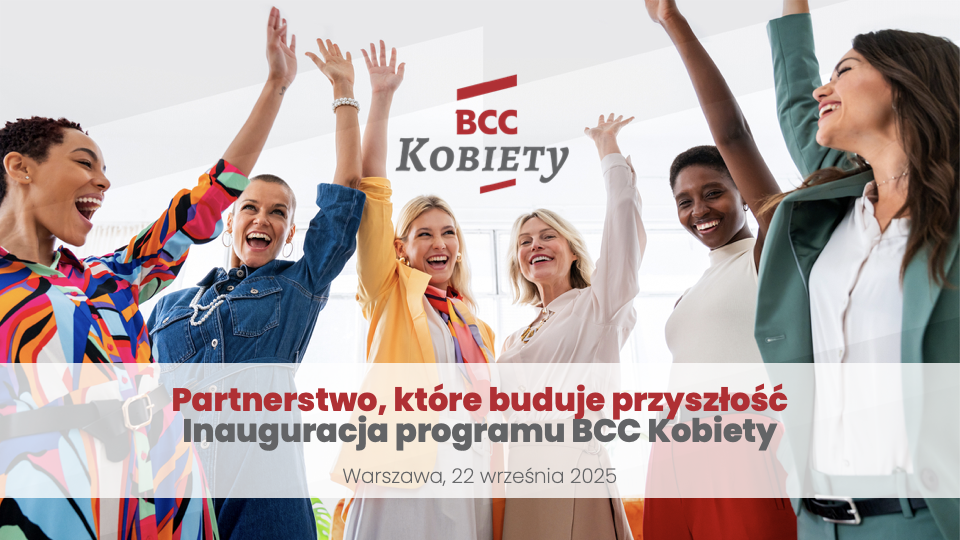 BCC
KOBIETy
Partnerstwo, które buduje przyszłość
Inauguracja programu BCC Kobiety
Warszawa, 22 września 2025